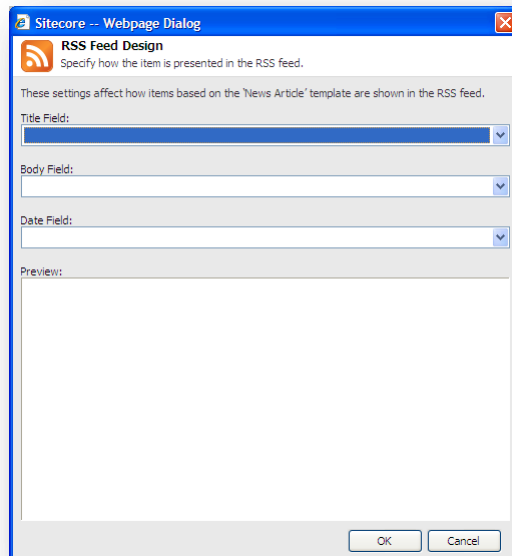 Sitecore -- Webpage Dialog
RSS Feed Design
Specify how the item is presented in the RSS feed.
These settings affect how items based on the 'News Article' template are shown in the RSS feed.
Title Field:
Body Field:
Date Field:
Preview:
OK Cancel